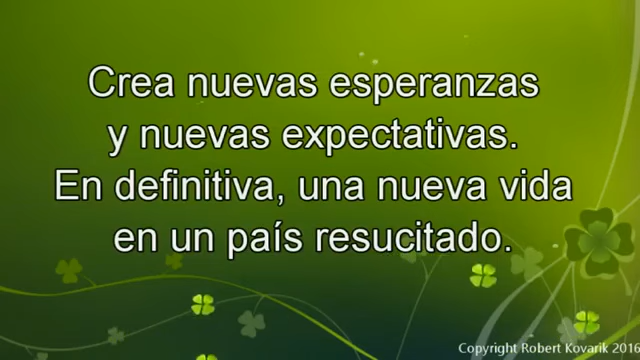 Crea nuevas esperanzas
y nuevas expectativas.
En definitiva, una nueva vida
en un país resucitado.
Copyright Robert Kovarik 2016